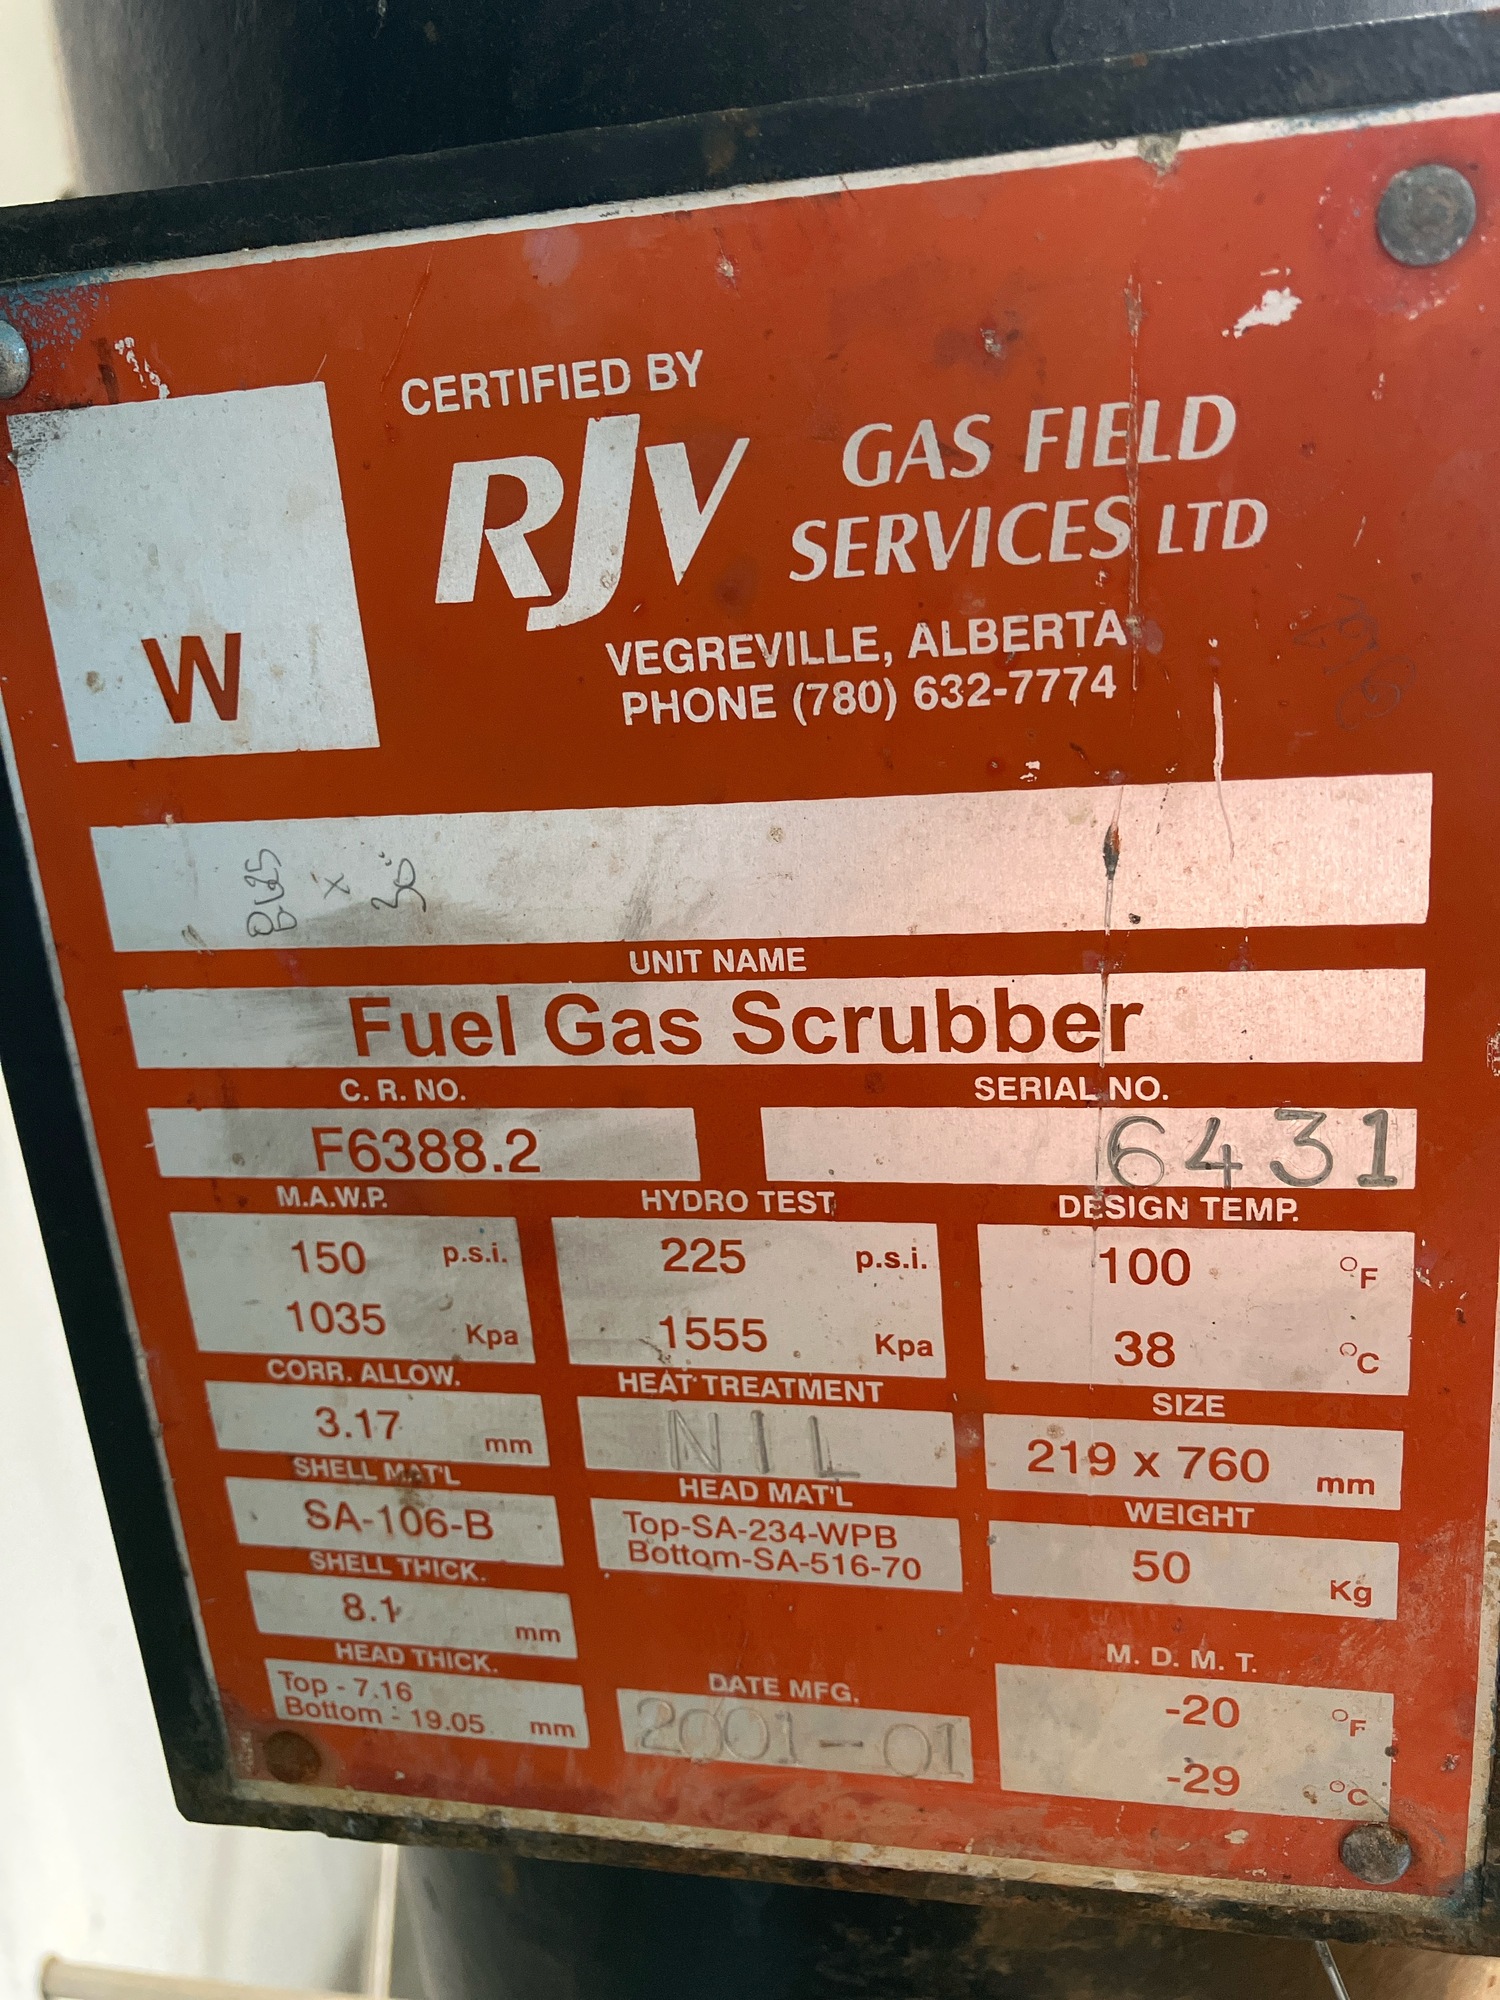 CERTIFIED BY
RJV GAS FIELD
SERVICES LTD
VEGREVILLE, ALBERTA
PHONE (780) 632-7774
W
x
30"
UNIT NAME
Fuel Gas Scrubber
C. R. NO. SERIAL NO.
F6388.2 6431
M.A.W.P. HYDRO TEST DESIGN TEMP.
150 p.s.i. 225 p.s.i. 100 °F
1035 Kpa 1555 Kpa 38 °C
CORR. ALLOW. HEAT TREATMENT SIZE
3.17 mm NIL 219 x 760 mm
SHELL MAT'L HEAD MAT'L WEIGHT
SA-106-B Top-SA-234-WPB
Bottom-SA-516-70 50 Kg
SHELL THICK.
8.1 mm
HEAD THICK. DATE MFG. M. D. M. T.
Top - 7.16
Bottom - 19.05 mm 2001-01 -20 °F
-29 °C